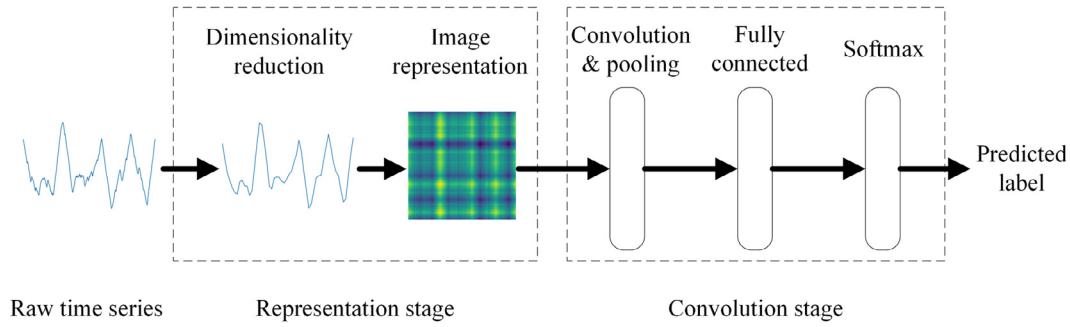 Dimensionality
reduction
Image
representation
Convolution
& pooling
Fully
connected
Softmax
Predicted
label
Raw time series
Representation stage
Convolution stage